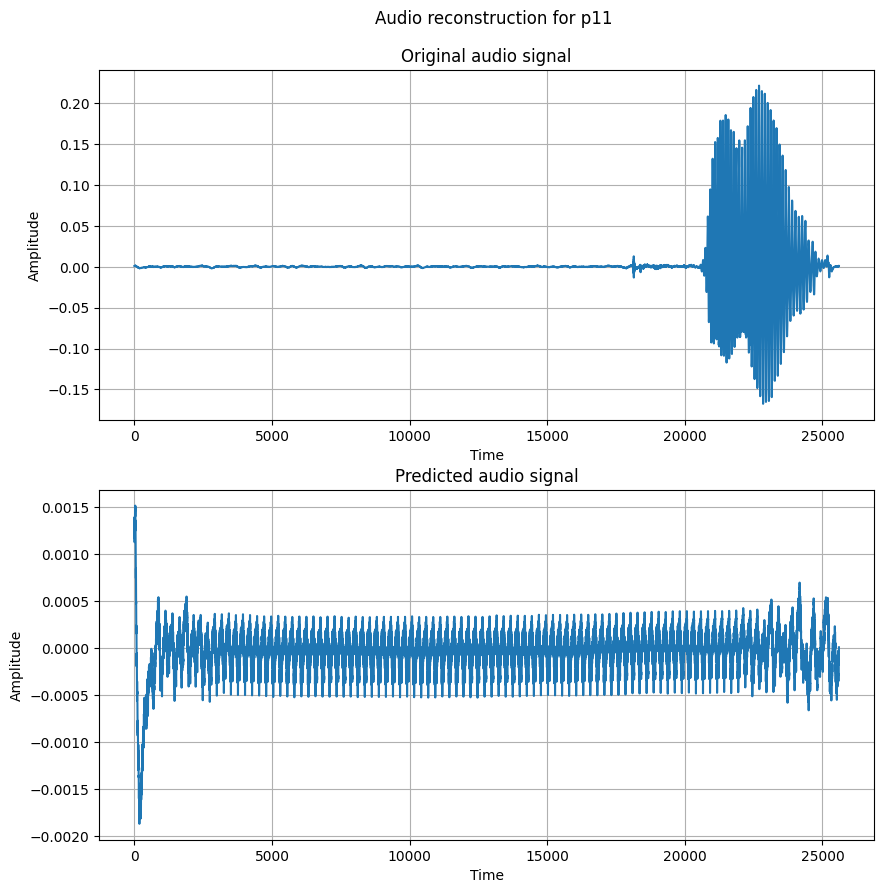 Audio reconstruction for p11
Original audio signal
0.20
0.15
0.10
0.05
0.00
−0.05
−0.10
−0.15
Amplitude
0 5000 10000 15000 20000 25000
Time
Predicted audio signal
0.0015
0.0010
0.0005
0.0000
−0.0005
−0.0010
−0.0015
−0.0020
Amplitude
0 5000 10000 15000 20000 25000
Time